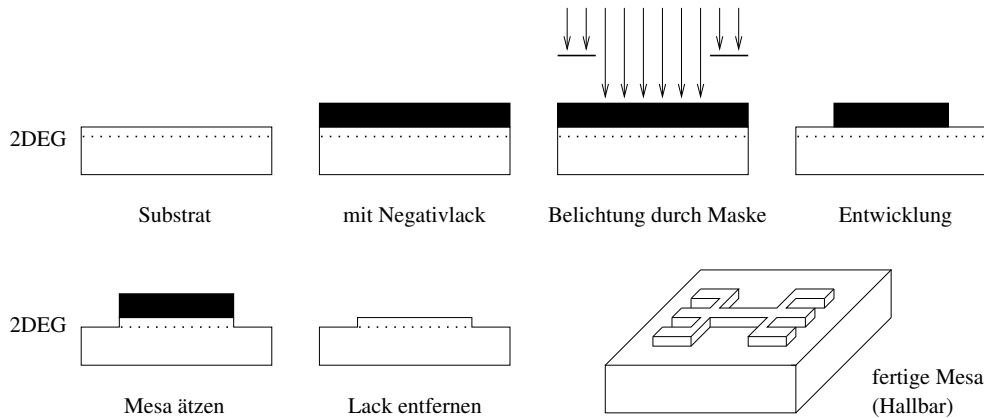 2DEG
Substrat
mit Negativlack
Belichtung durch Maske
Entwicklung
2DEG
Mesa ätzen
Lack entfernen
fertige Mesa
(Hallbar)